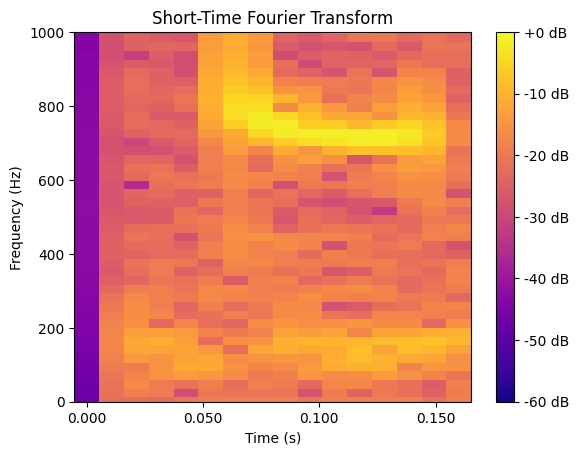 Short-Time Fourier Transform
Frequency (Hz)
1000
800
600
400
200
0
0.000
0.050
0.100
0.150
Time (s)
+0 dB
-10 dB
-20 dB
-30 dB
-40 dB
-50 dB
-60 dB